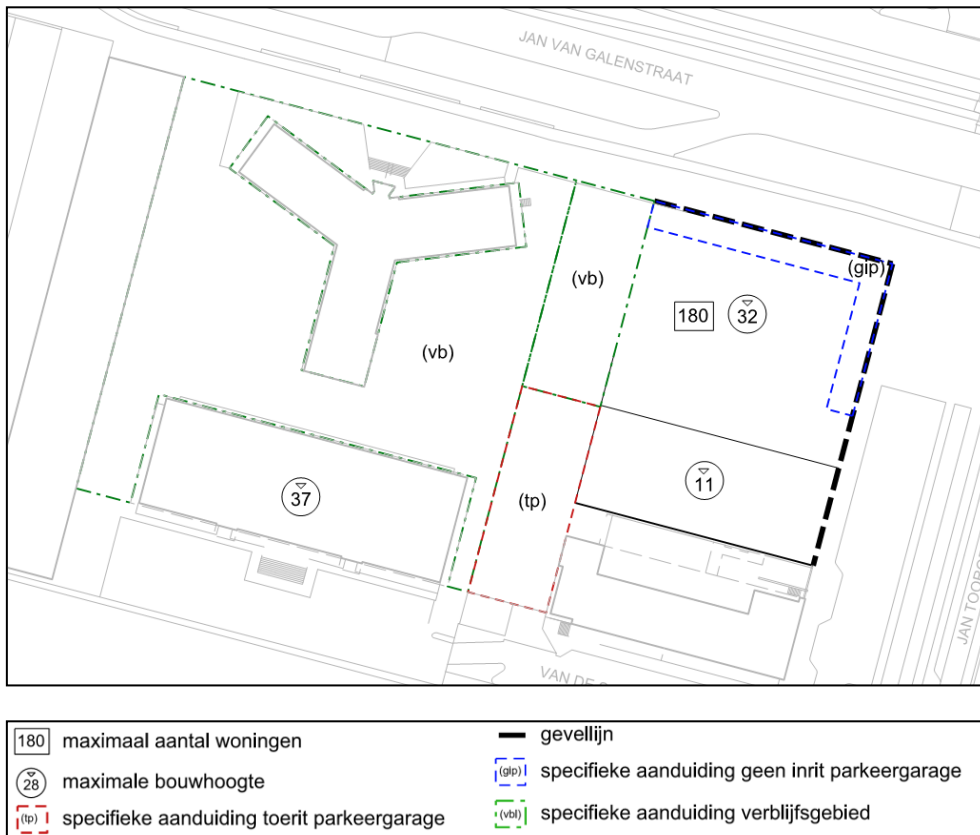 JAN VAN GALENSTRAAT
(gip)
(vb)
180
32
(vb)
11
37
(tp)
JAN TOORO
VAN DE
180 maximaal aantal woningen
28 maximale bouwhoogte
(tp) specifieke aanduiding toerit parkeergarage
gevellijn
(gip) specifieke aanduiding geen inrit parkeergarage
(vbl) specifieke aanduiding verblijfsgebied